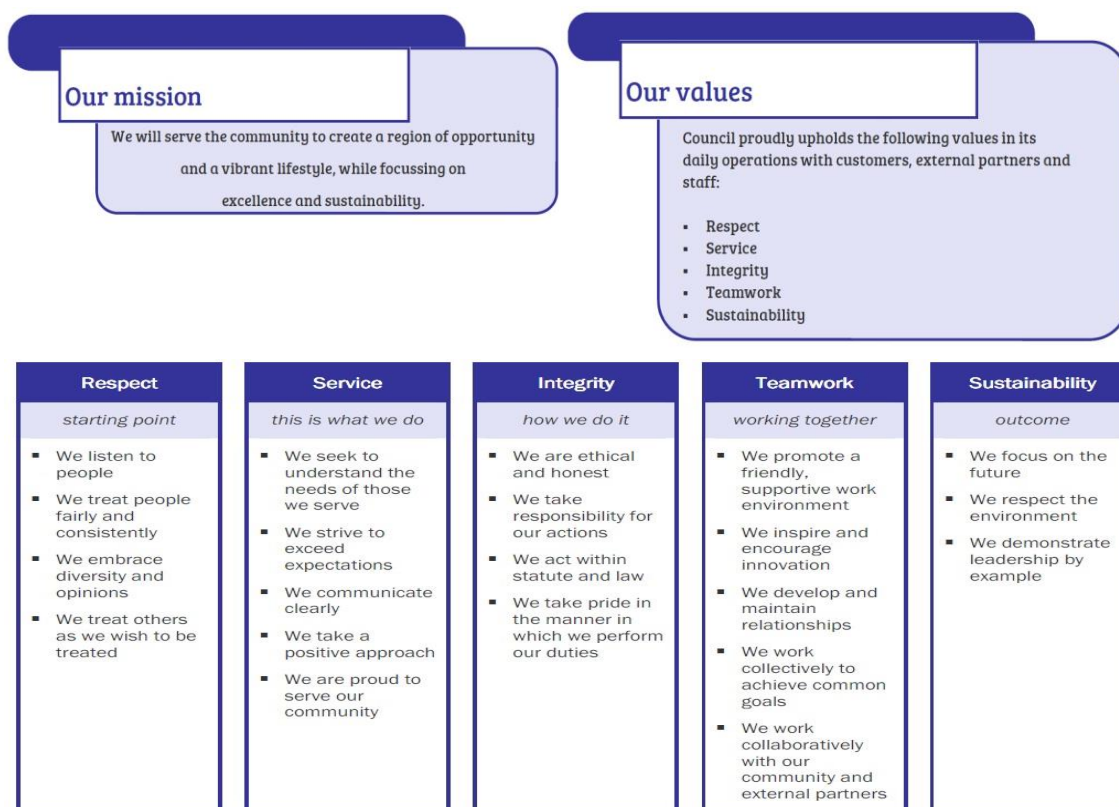 Our mission
We will serve the community to create a region of opportunity
and a vibrant lifestyle, while focussing on
excellence and sustainability.
Our values
Council proudly upholds the following values in its
daily operations with customers, external partners and
staff:
▪ Respect
▪ Service
▪ Integrity
▪ Teamwork
▪ Sustainability
Respect
starting point
▪ We listen to
people
▪ We treat people
fairly and
consistently
▪ We embrace
diversity and
opinions
▪ We treat others
as we wish to be
treated
Service
this is what we do
▪ We seek to
understand the
needs of those
we serve
▪ We strive to
exceed
expectations
▪ We communicate
clearly
▪ We take a
positive approach
▪ We are proud to
serve our
community
Integrity
how we do it
▪ We are ethical
and honest
▪ We take
responsibility for
our actions
▪ We act within
statute and law
▪ We take pride in
the manner in
which we perform
our duties
Teamwork
working together
▪ We promote a
friendly,
supportive work
environment
▪ We inspire and
encourage
innovation
▪ We develop and
maintain
relationships
▪ We work
collectively to
achieve common
goals
▪ We work
collaboratively
with our
community and
external partners
Sustainability
outcome
▪ We focus on the
future
▪ We respect the
environment
▪ We demonstrate
leadership by
example